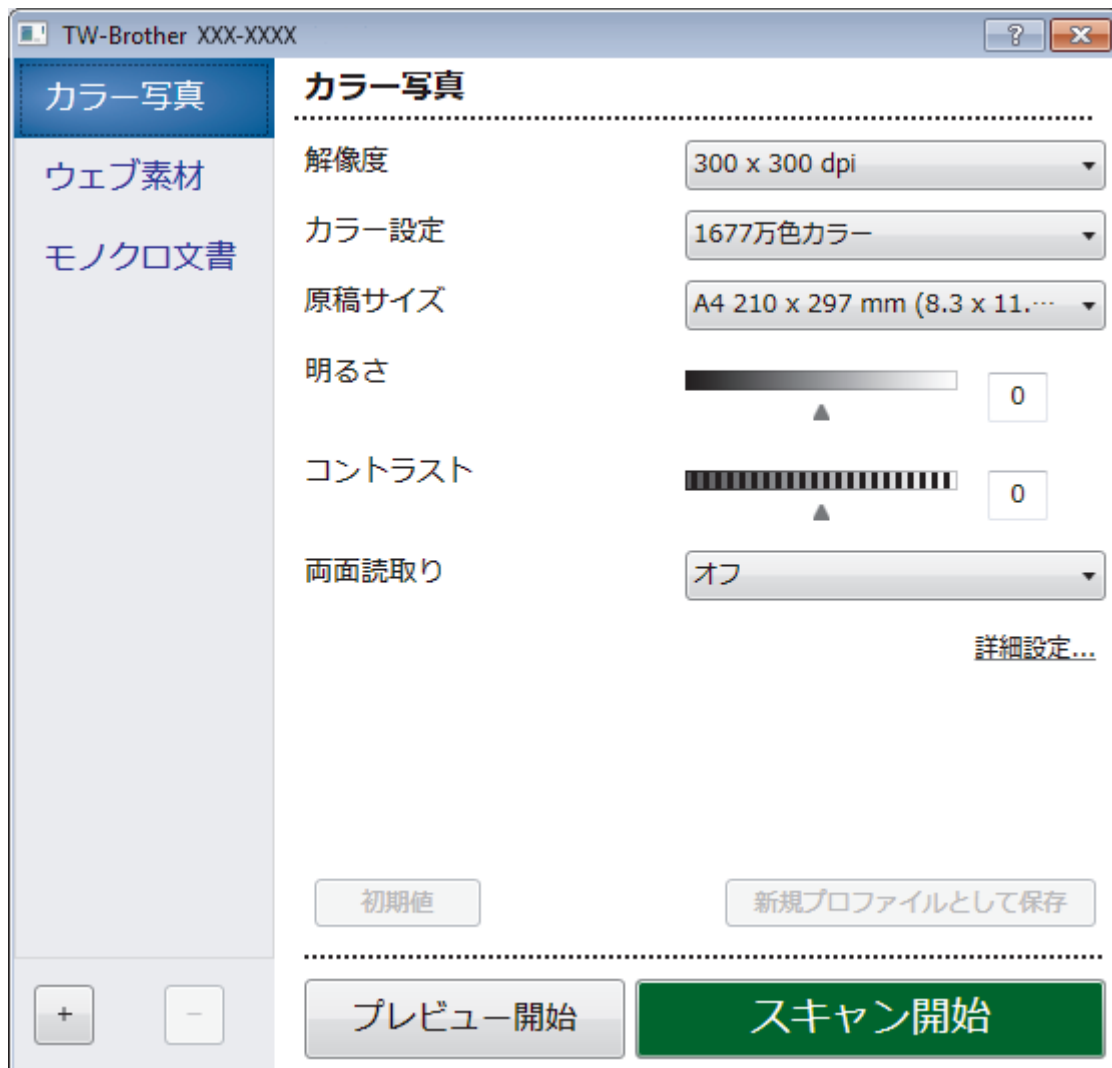 TW-Brother XXX-XXXX
カラー写真
ウェブ素材
モノクロ文書
カラー写真
解像度 300 x 300 dpi
カラー設定 1677万色カラー
原稿サイズ A4 210 x 297 mm (8.3 x 11.…
明るさ 0
コントラスト 0
両面読取り オフ
詳細設定...
初期値 新規プロファイルとして保存
+ − プレビュー開始 スキャン開始